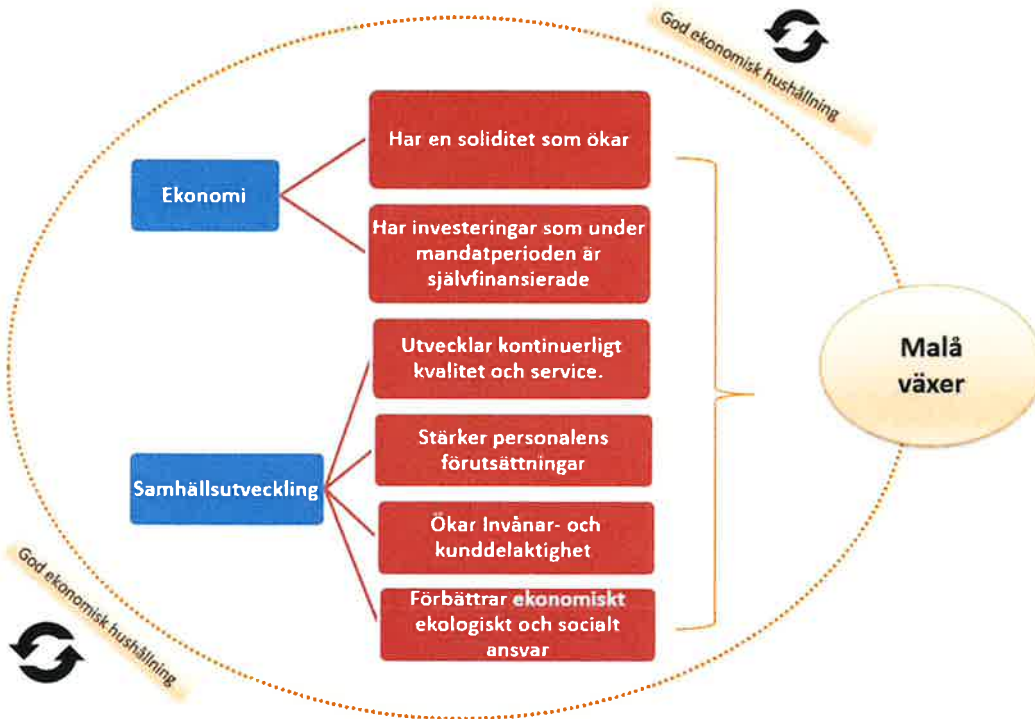 God ekonomisk hushållning
Har en soliditet som ökar
Ekonomi
Har investeringar som under
mandatperioden är
självfinansierade
Utvecklar kontinuerligt
kvalitet och service.
Malå
växer
Stärker personalens
förutsättningar
Samhällsutveckling
Ökar Invånar- och
kunddelaktighet
Förbättrar ekonomiskt
ekologiskt och socialt
ansvar
God ekonomisk hushållning